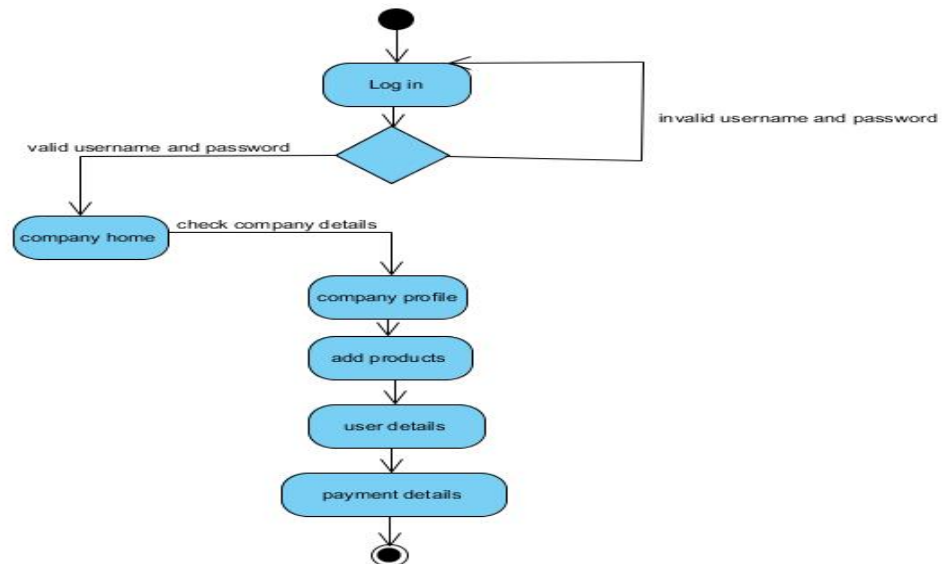 Log in
invalid username and password
valid username and password
company home
check company details
company profile
add products
user details
payment details